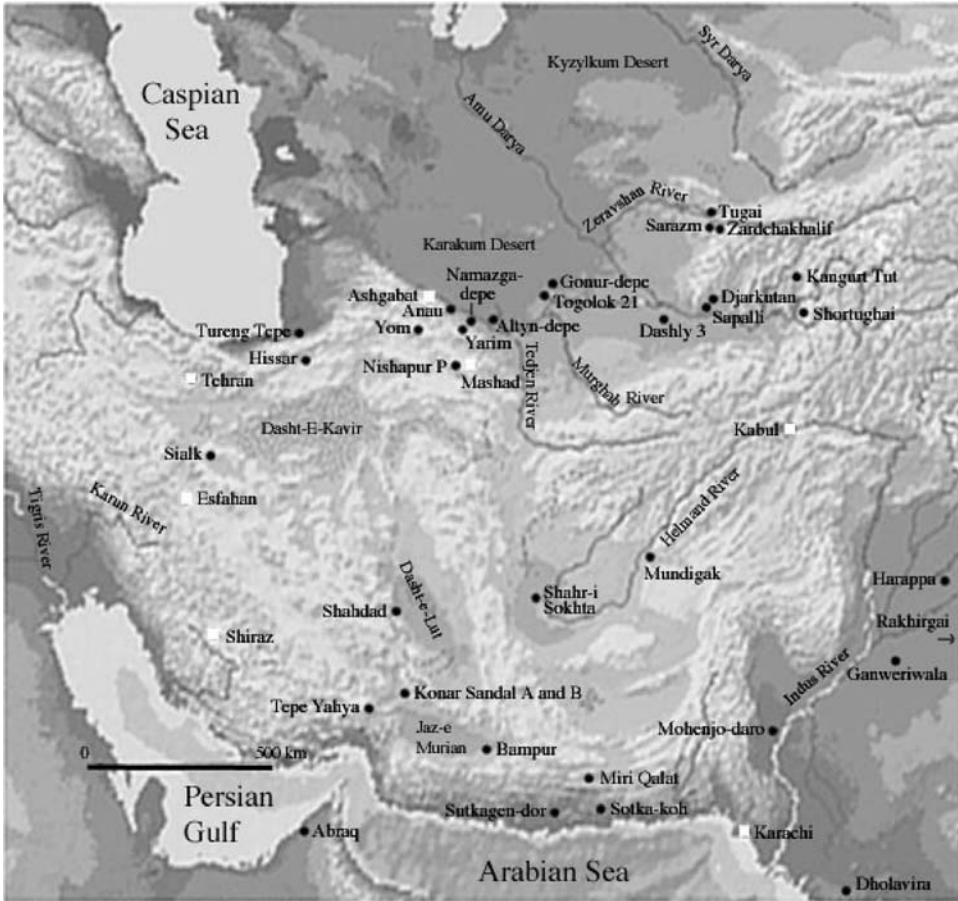 Kyzylkum Desert
Syr Darya
Caspian
Sea
Amu Darya
Zeravshan River
Tugai
Sarazm
Zardchakhalif
Karakum Desert
Namazga-
depe
Gonur-depe
Kangurt Tut
Ashgabat
Togolok 21
Anau
Djarkutan
Sapalli
Shortughai
Tureng Tepe
Yom
Altyn-depe
Dashly 3
Yarim
Hissar
Nishapur P
Mashad
Tedjen River
Murghab River
Tehran
Dasht-E-Kavir
Kabul
Sialk
Esfahan
Karun River
Tigris River
Helmand River
Mundigak
Harappa
Shahr-i
Sokhta
Dasht-e-Lut
Shahdad
Rakhirgai
→
Shiraz
Ganweriwala
Indus River
Konar Sandal A and B
Tepe Yahya
Jaz-e
Murian
Mohenjo-daro
0 500 km
Bampur
Miri Qalat
Persian
Gulf
Sutkagen-dor
Sotka-koh
Abraq
Karachi
Arabian Sea
Dholavira